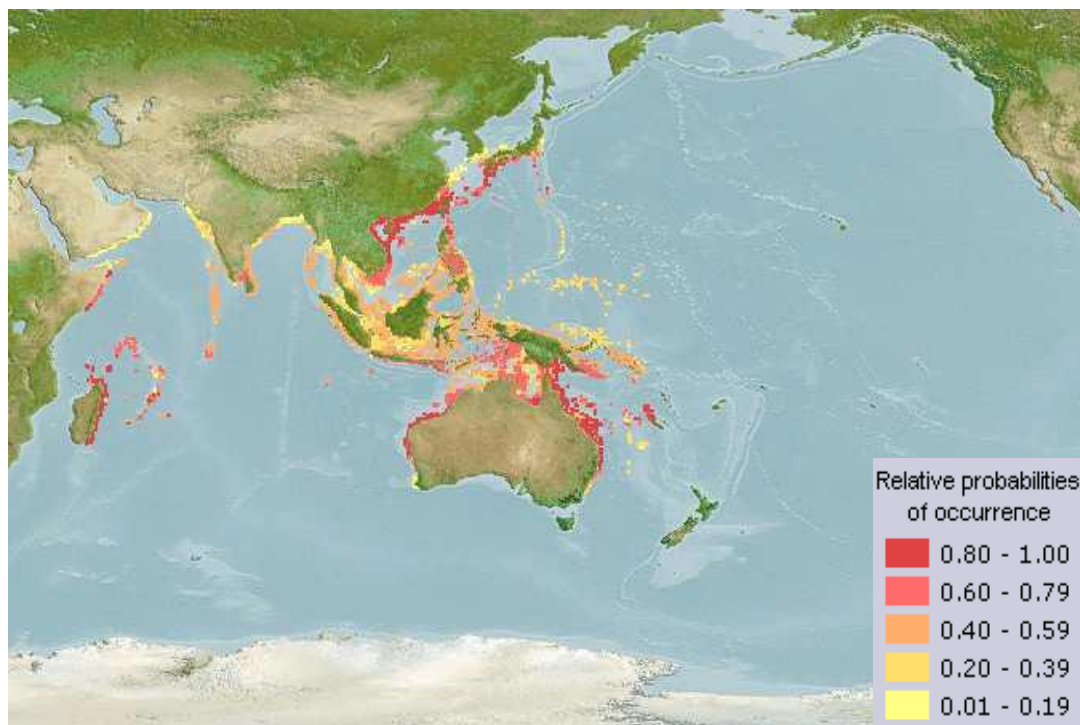 Relative probabilities
of occurrence
0.80 - 1.00
0.60 - 0.79
0.40 - 0.59
0.20 - 0.39
0.01 - 0.19